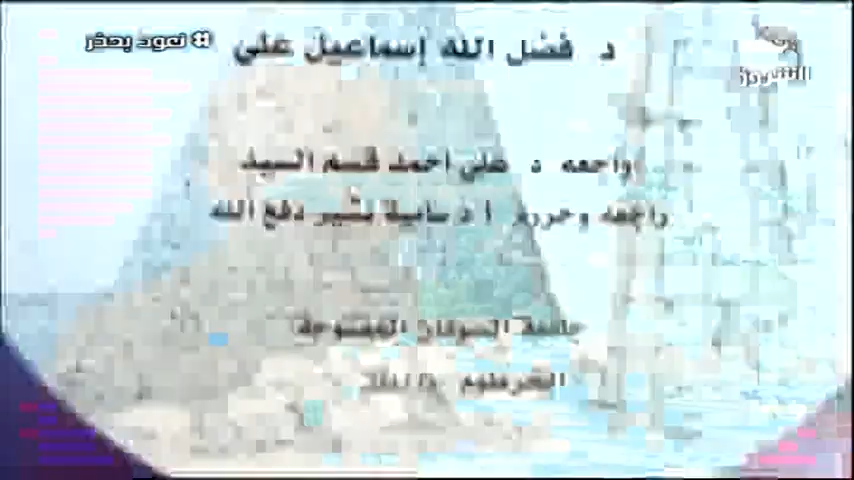 # نعود بحذر
الشروق
د. فضل الله إسماعيل علي
راجعه د. علي احمد قسم السيد
راجعه وحرره أ.د سامية بشير دفع الله
جامعة السودان المفتوحة
الخرطوم